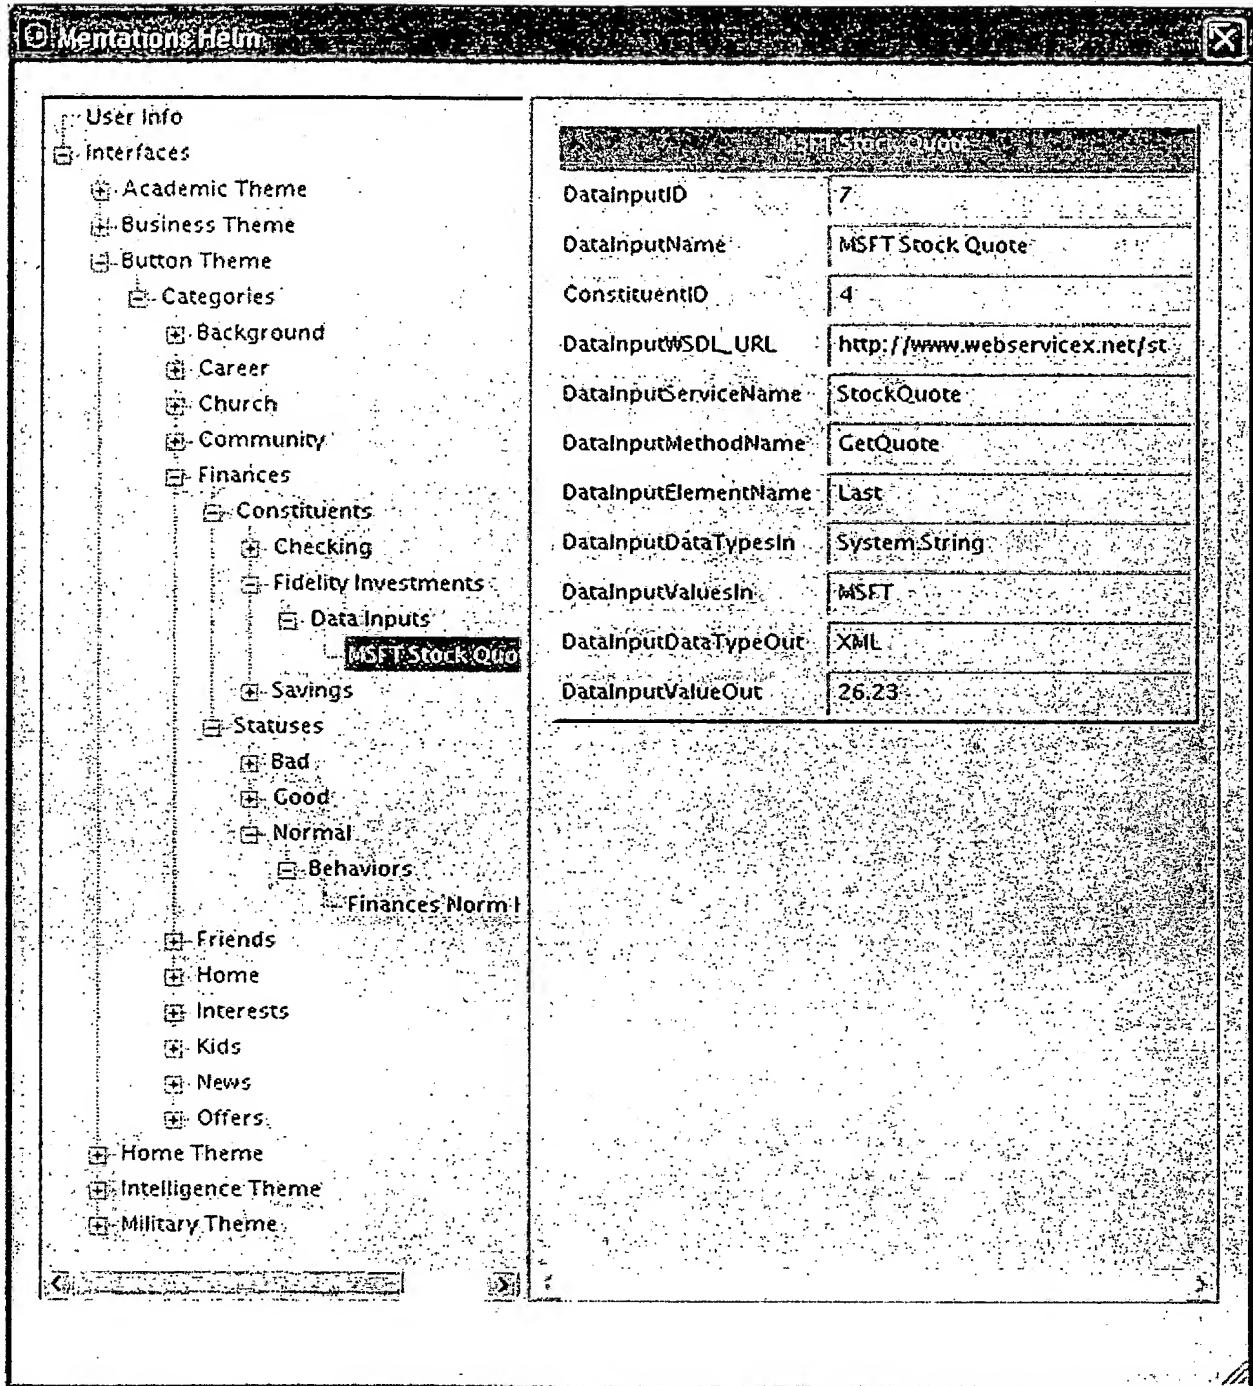 Mentations Helm
User Info
Interfaces
Academic Theme
Business Theme
Button Theme
Categories
Background
Career
Church
Community
Finances
Constituents
Checking
Fidelity Investments
Data Inputs
MSFT Stock Quo
Savings
Statuses
Bad
Good
Normal
Behaviors
Finances Norm
Friends
Home
Interests
Kids
News
Offers
Home Theme
Intelligence Theme
Military Theme
MSFT Stock Quote
DataInputID 7
DataInputName MSFT Stock Quote
ConstituentID 4
DataInputWSDL_URL http://www.webservicex.net/st
DataInputServiceName StockQuote
DataInputMethodName GetQuote
DataInputElementName Last
DataInputDataTypesIn System.String
DataInputValuesIn MSFT
DataInputDataTypeOut XML
DataInputValueOut 26.23